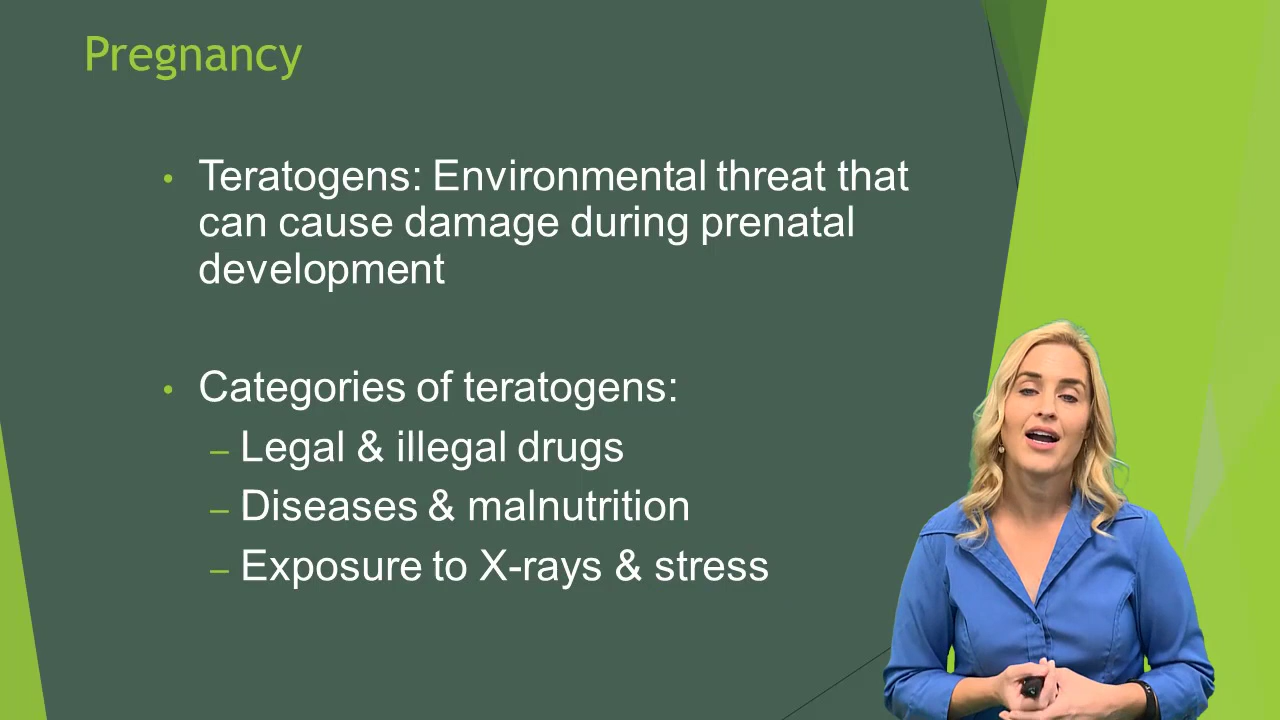 Pregnancy
• Teratogens: Environmental threat that
can cause damage during prenatal
development
• Categories of teratogens:
– Legal & illegal drugs
– Diseases & malnutrition
– Exposure to X-rays & stress